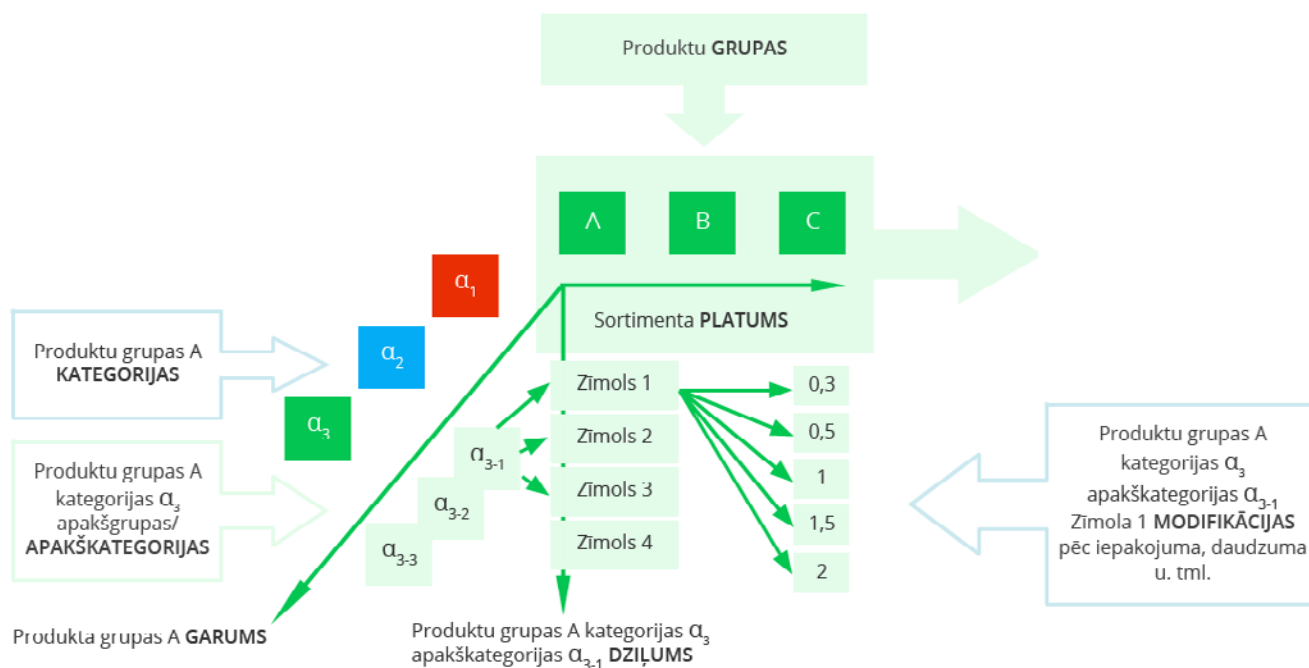 Produktu GRUPAS
Λ
B
C
α1
Sortimenta PLATUMS
Produktu grupas A
KATEGORIJAS
α2
α3
Zīmols 1
Zīmols 2
Zīmols 3
Zīmols 4
0,3
0,5
1
1,5
2
Produktu grupas A
kategorijas α3
apakšgrupas/
APAKŠKATEGORIJAS
α3-1
α3-2
α3-3
Produktu grupas A
kategorijas α3
apakškategorijas α3-1
Zīmola 1 MODIFIKĀCIJAS
pēc iepakojuma, daudzuma
u. tml.
Produkta grupas A GARUMS
Produktu grupas A kategorijas α3
apakškategorijas α3-1 DZIĻUMS